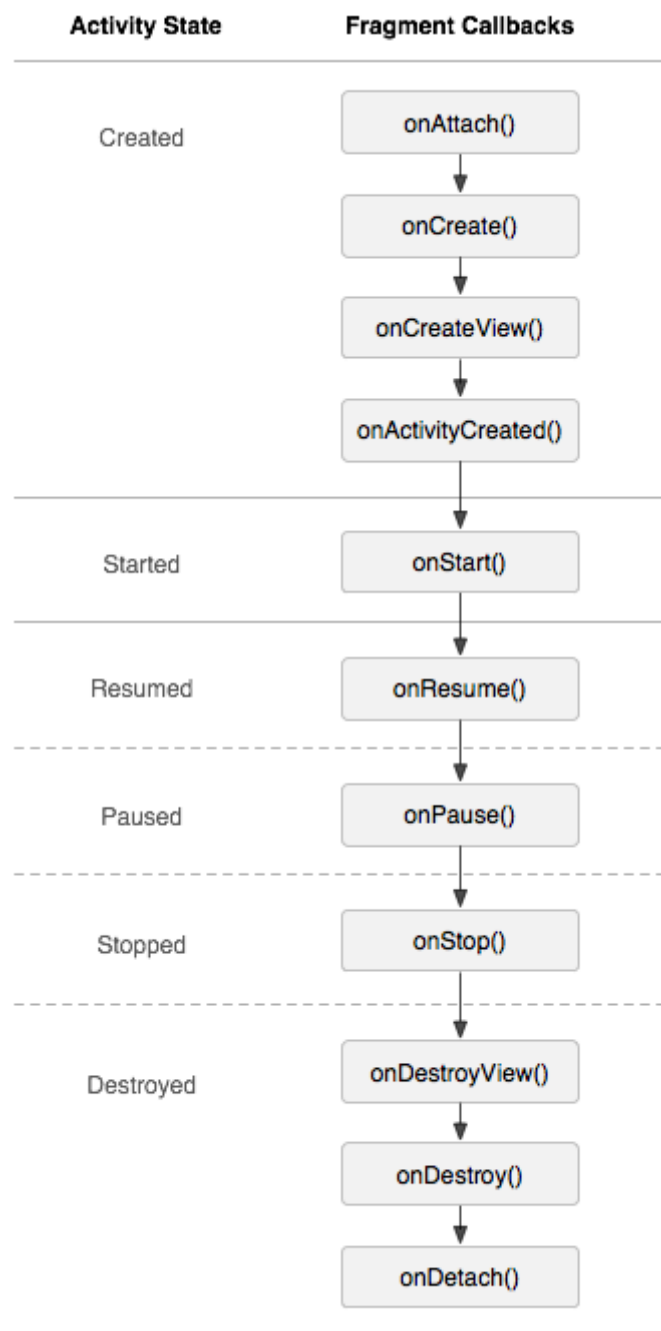 Activity State
Fragment Callbacks
Created
onAttach()
onCreate()
onCreateView()
onActivityCreated()
Started
onStart()
Resumed
onResume()
Paused
onPause()
Stopped
onStop()
Destroyed
onDestroyView()
onDestroy()
onDetach()